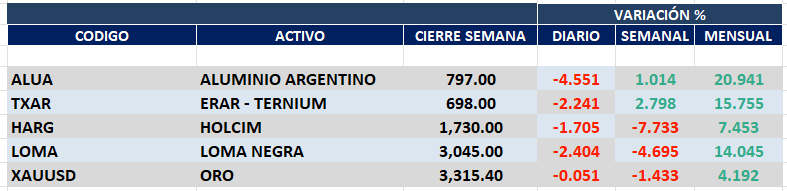 VARIACIÓN %
CODIGO ACTIVO CIERRE SEMANA DIARIO SEMANAL MENSUAL
ALUA ALUMINIO ARGENTINO 797.00 -4.551 1.014 20.941
TXAR ERAR - TERNIUM 698.00 -2.241 2.798 15.755
HARG HOLCIM 1,730.00 -1.705 -7.733 7.453
LOMA LOMA NEGRA 3,045.00 -2.404 -4.695 14.045
XAUUSD ORO 3,315.40 -0.051 -1.433 4.192